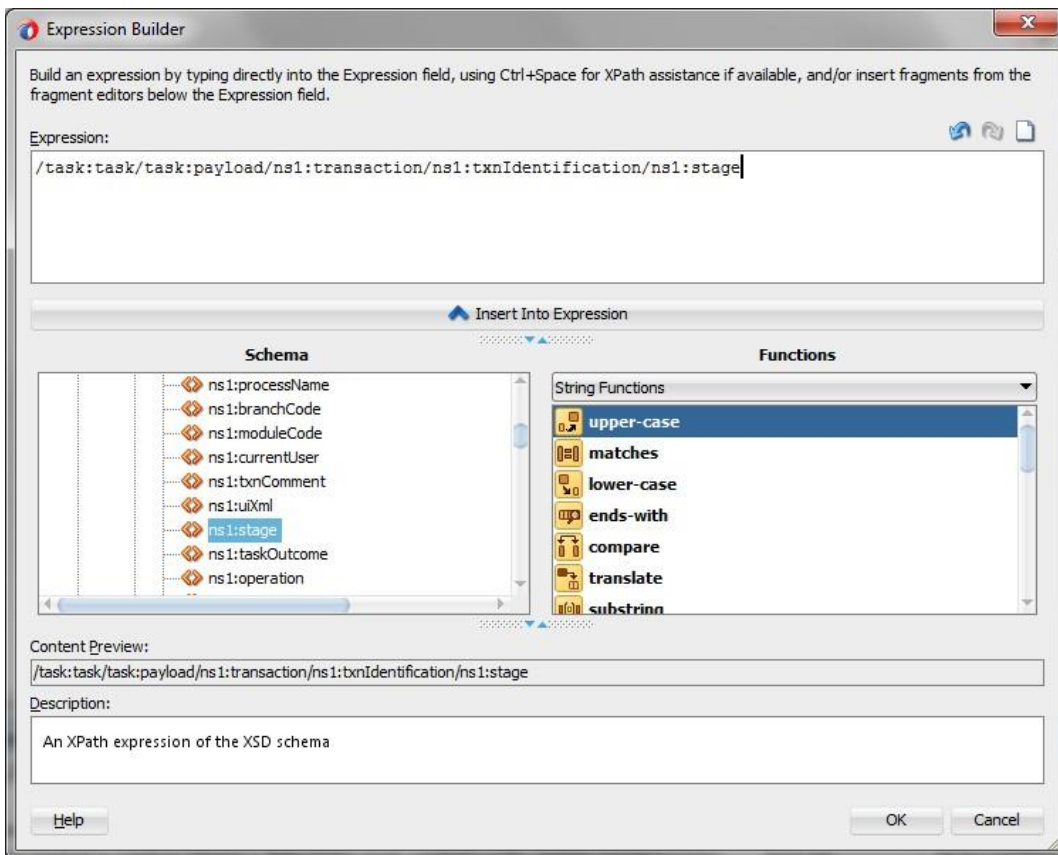 Expression Builder
Build an expression by typing directly into the Expression field, using Ctrl+Space for XPath assistance if available, and/or insert fragments from the
fragment editors below the Expression field.
Expression:
/task:task/task:payload/ns1:transaction/ns1:txnIdentification/ns1:stage
Insert Into Expression
Schema
ns1:processName
ns1:branchCode
ns1:moduleCode
ns1:currentUser
ns1:txnComment
ns1:uiXml
ns1:stage
ns1:taskOutcome
ns1:operation
Functions
String Functions
upper-case
matches
lower-case
ends-with
compare
translate
substring
Content Preview:
/task:task/task:payload/ns1:transaction/ns1:txnIdentification/ns1:stage
Description:
An XPath expression of the XSD schema
Help
OK
Cancel